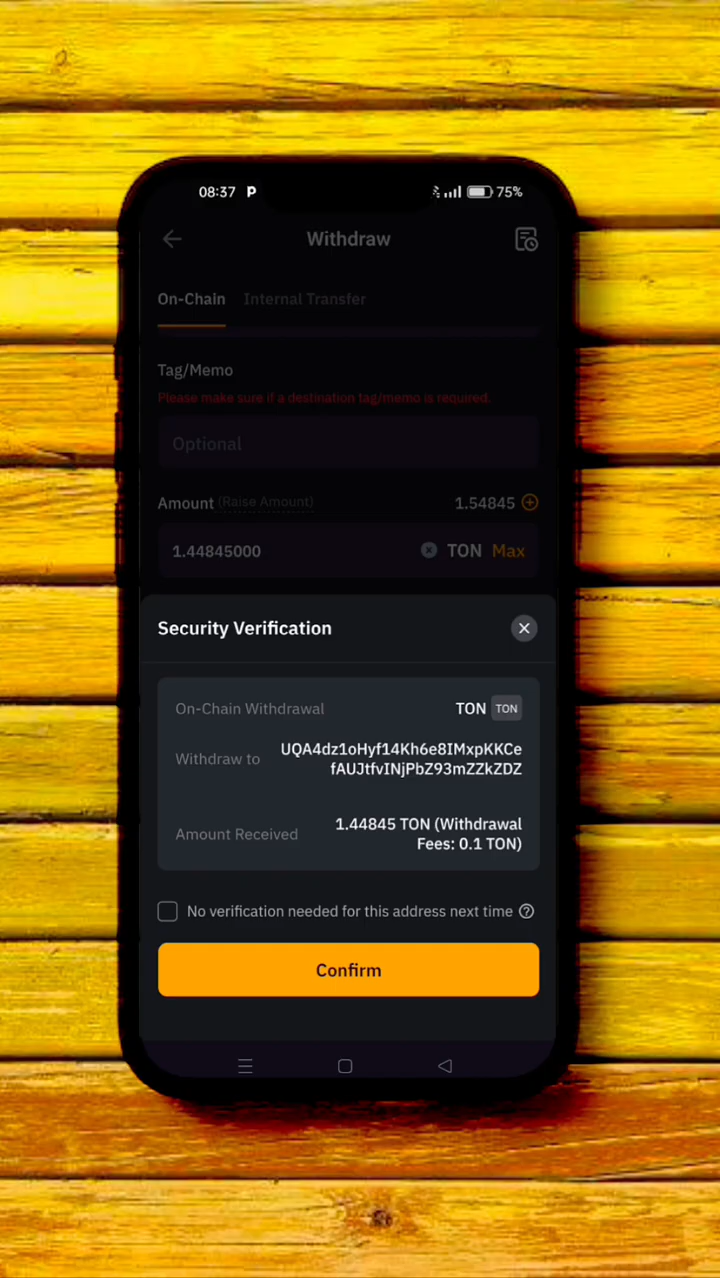 08:37 P 75%
Withdraw
On-Chain Internal Transfer
Tag/Memo
Please make sure if a destination tag/memo is required.
Optional
Amount (Raise Amount) 1.54845
1.44845000 TON Max
Security Verification
On-Chain Withdrawal TON TON
Withdraw to UQA4dz1oHyf14Kh6e8IMxpKKCe
fAUJtfvINjPbZ93mZZkZDZ
Amount Received 1.44845 TON (Withdrawal
Fees: 0.1 TON)
No verification needed for this address next time
Confirm